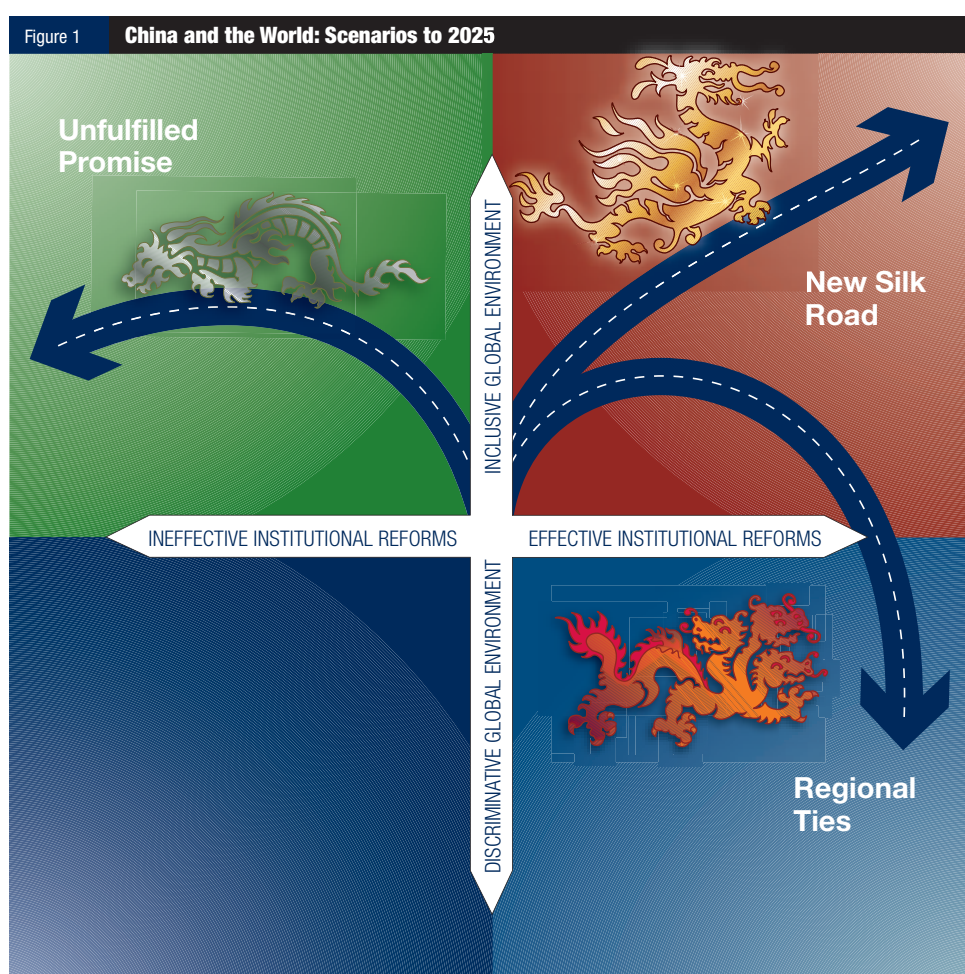 Figure 1
China and the World: Scenarios to 2025
Unfulfilled
Promise
New Silk
Road
INCLUSIVE GLOBAL ENVIRONMENT
INEFFECTIVE INSTITUTIONAL REFORMS
EFFECTIVE INSTITUTIONAL REFORMS
DISCRIMINATIVE GLOBAL ENVIRONMENT
Regional
Ties